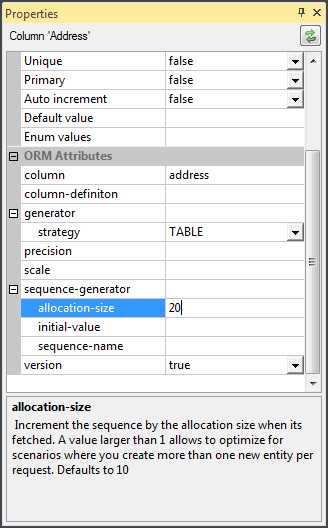 Properties
Column 'Address'
Unique false
Primary false
Auto increment false
Default value
Enum values
ORM Attributes
column address
column-definiton
generator
strategy TABLE
precision
scale
sequence-generator
allocation-size 20
initial-value
sequence-name
version true
allocation-size
Increment the sequence by the allocation size when its
fetched. A value larger than 1 allows to optimize for
scenarios where you create more than one new entity per
request. Defaults to 10